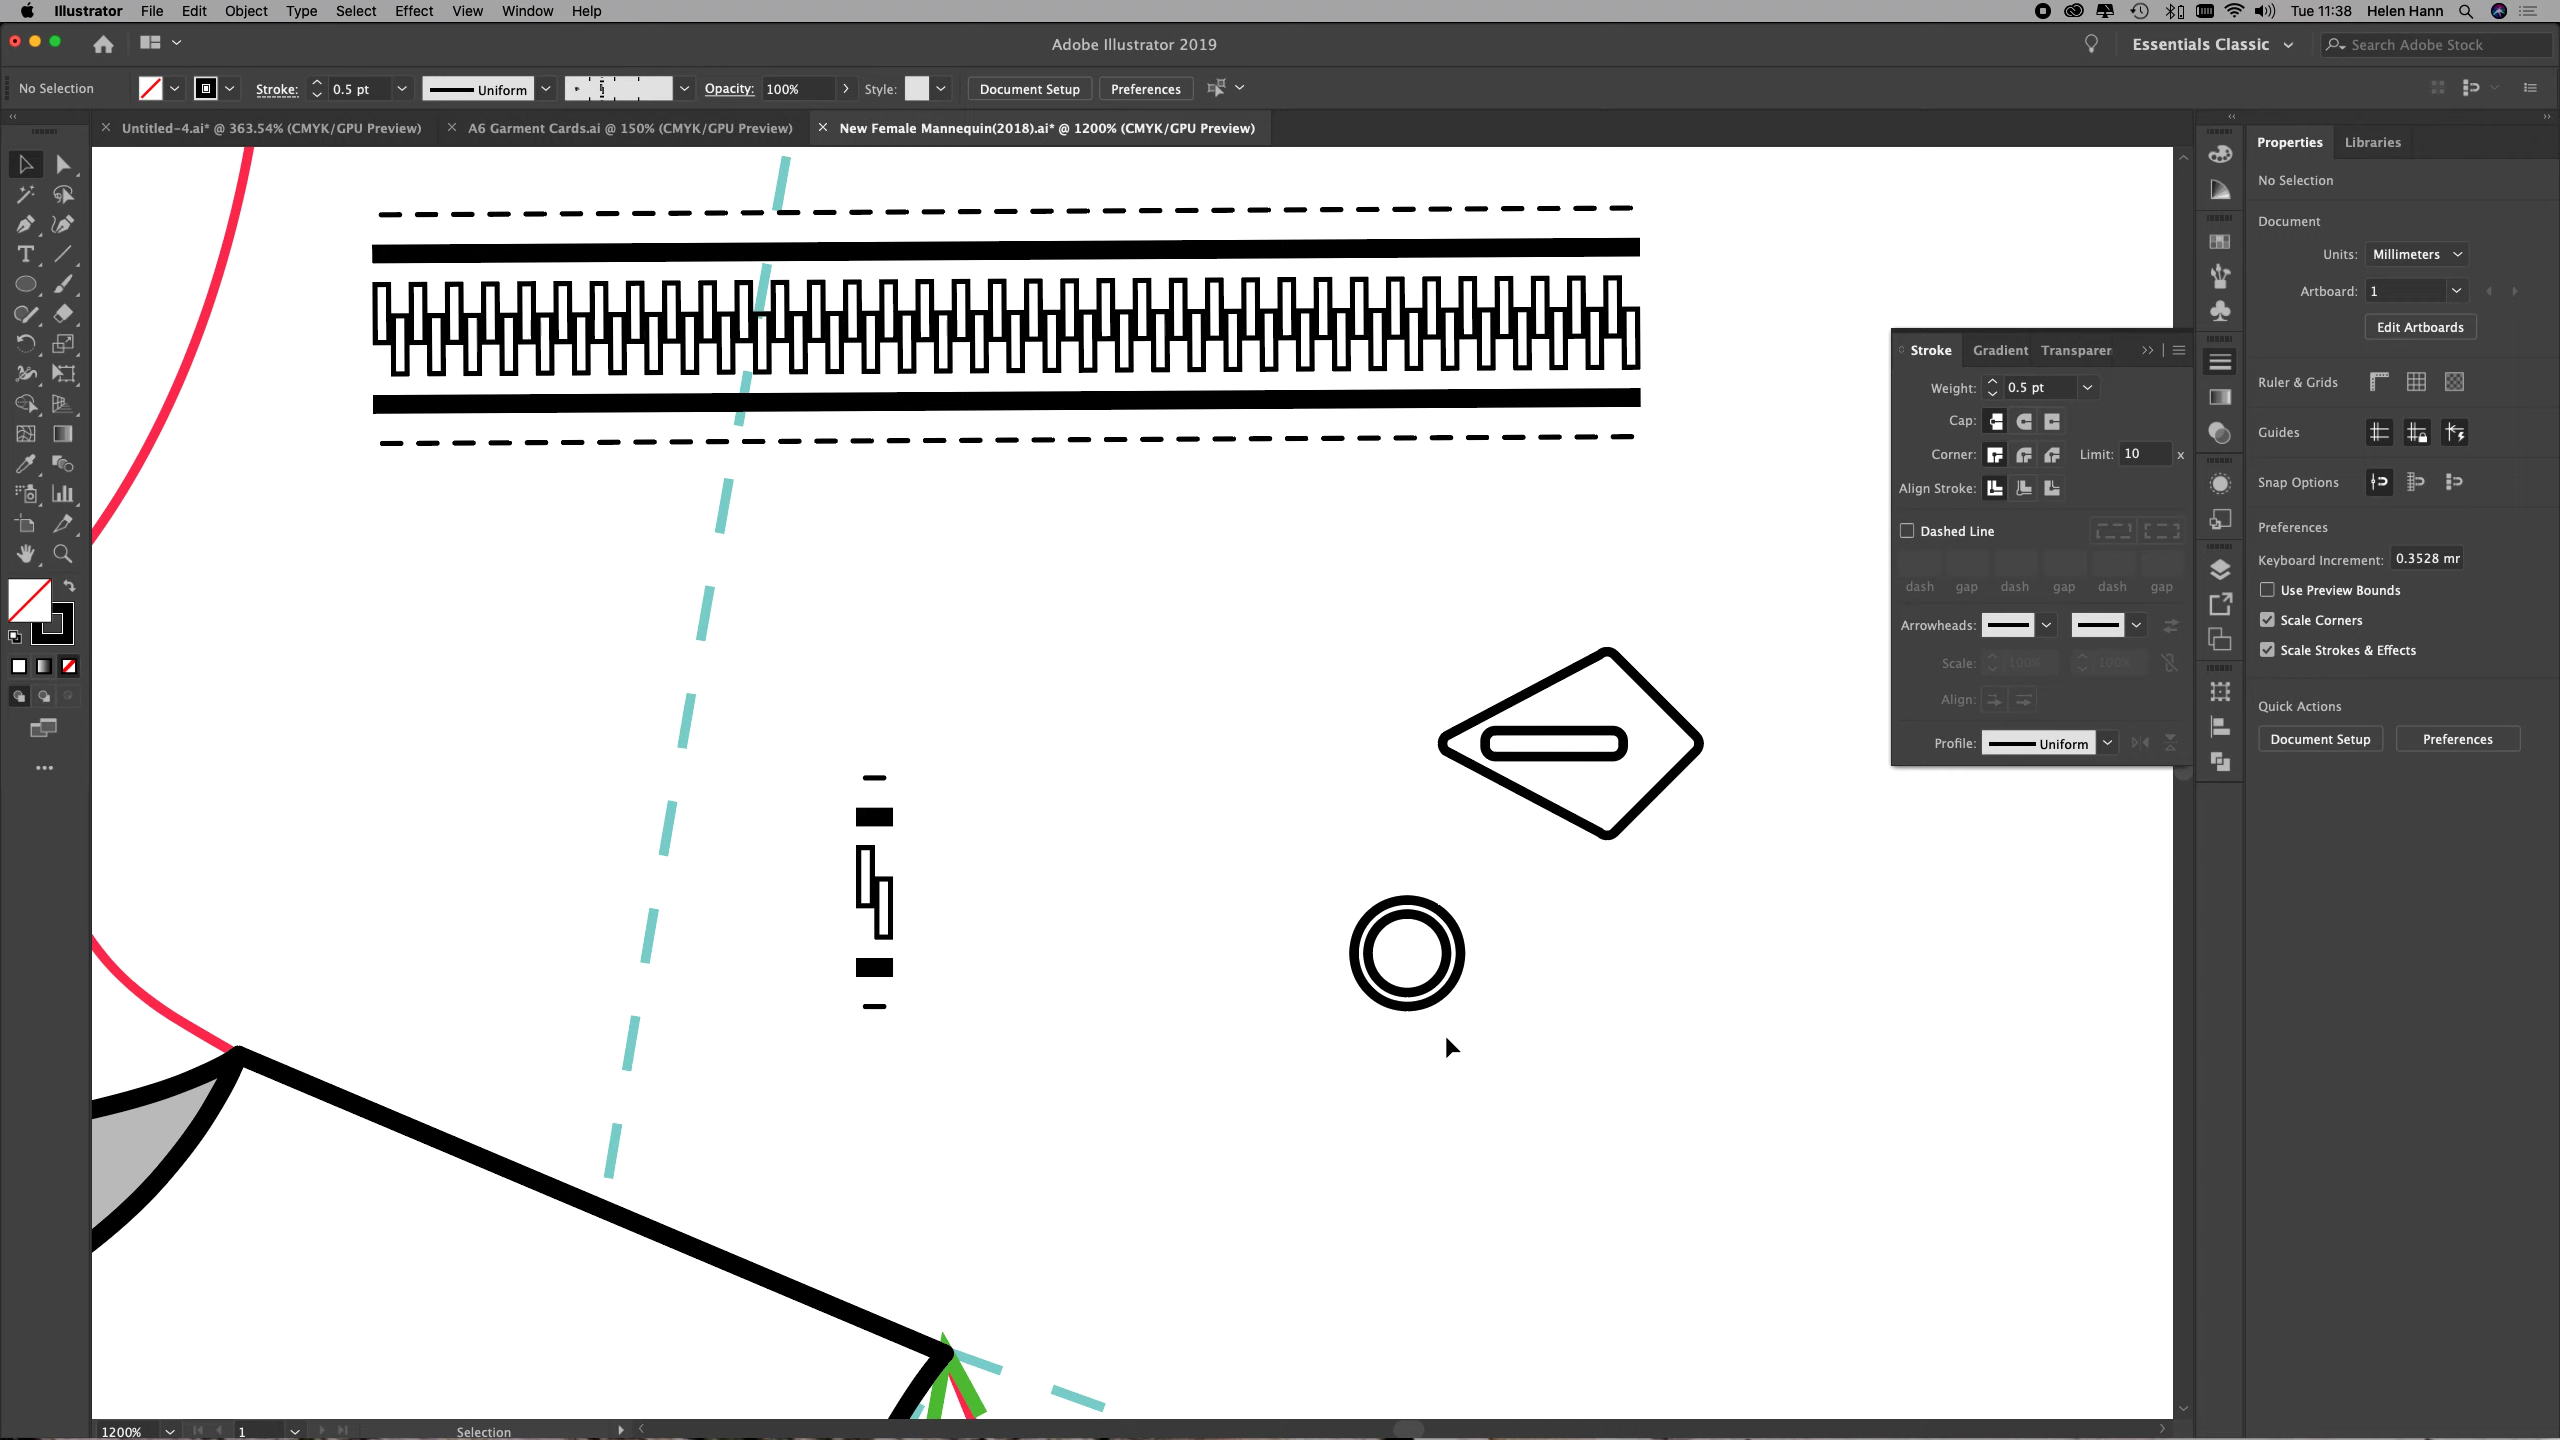 Illustrator File Edit Object Type Select Effect View Window Help Tue 11:38 Helen Hann
Adobe Illustrator 2019 Essentials Classic Search Adobe Stock
No Selection Stroke: 0.5 pt Uniform Opacity: 100% Style: Document Setup Preferences
Untitled-4.ai* @ 363.54% (CMYK/GPU Preview) A6 Garment Cards.ai @ 150% (CMYK/GPU Preview) New Female Mannequin(2018).ai* @ 1200% (CMYK/GPU Preview)
Stroke Gradient Transparer
Weight: 0.5 pt
Cap:
Corner: Limit: 10 x
Align Stroke:
Dashed Line
dash gap dash gap dash gap
Arrowheads:
Scale: 100% 100%
Align:
Profile: Uniform
Properties Libraries
No Selection
Document
Units: Millimeters
Artboard: 1
Edit Artboards
Ruler & Grids
Guides
Snap Options
Preferences
Keyboard Increment: 0.3528 mr
Use Preview Bounds
Scale Corners
Scale Strokes & Effects
Quick Actions
Document Setup Preferences
1200% 1 Selection